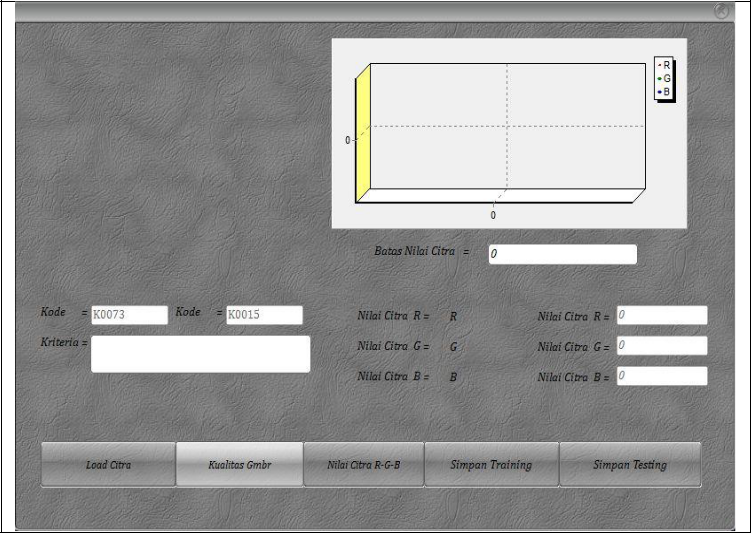 R
G
B
0
0
Batas Nilai Citra = 0
Kode = K0073 Kode = K0015
Kriteria =
Nilai Citra R = R Nilai Citra R = 0
Nilai Citra G = G Nilai Citra G = 0
Nilai Citra B = B Nilai Citra B = 0
Load Citra Kualitas Gmbr Nilai Citra R-G-B Simpan Training Simpan Testing